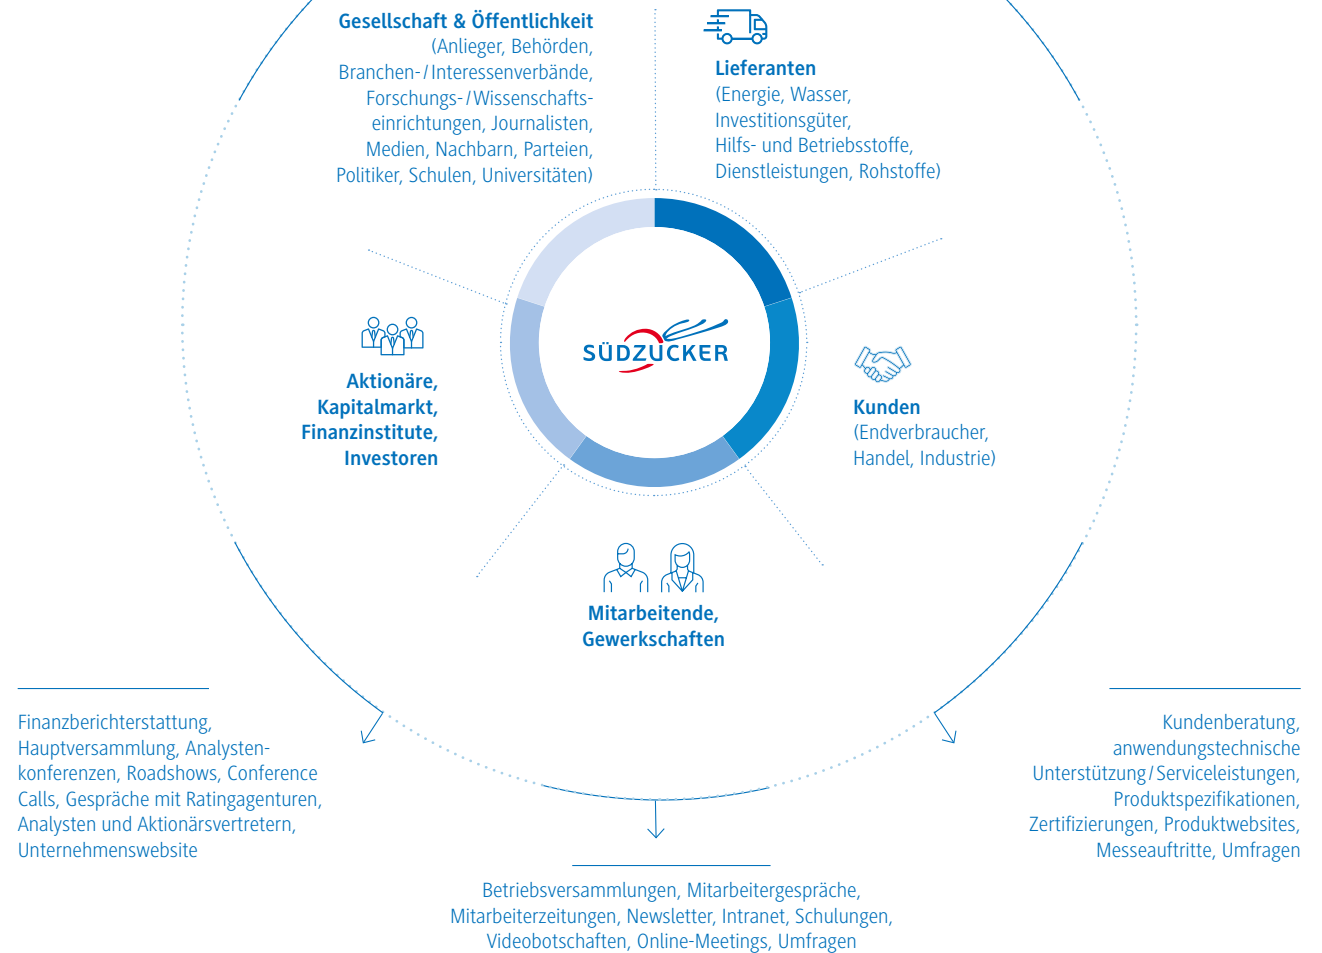 Gesellschaft & Öffentlichkeit
(Anlieger, Behörden,
Branchen-/Interessenverbände,
Forschungs-/Wissenschafts-
einrichtungen, Journalisten,
Medien, Nachbarn, Parteien,
Politiker, Schulen, Universitäten)
Lieferanten
(Energie, Wasser,
Investitionsgüter,
Hilfs- und Betriebsstoffe,
Dienstleistungen, Rohstoffe)
SÜDZUCKER
Aktionäre,
Kapitalmarkt,
Finanzinstitute,
Investoren
Kunden
(Endverbraucher,
Handel, Industrie)
Mitarbeitende,
Gewerkschaften
Finanzberichterstattung,
Hauptversammlung, Analysten-
konferenzen, Roadshows, Conference
Calls, Gespräche mit Ratingagenturen,
Analysten und Aktionärsvertretern,
Unternehmenswebsite
Kundenberatung,
anwendungstechnische
Unterstützung/Serviceleistungen,
Produktspezifikationen,
Zertifizierungen, Produktwebsites,
Messeauftritte, Umfragen
Betriebsversammlungen, Mitarbeitergespräche,
Mitarbeiterzeitungen, Newsletter, Intranet, Schulungen,
Videobotschaften, Online-Meetings, Umfragen